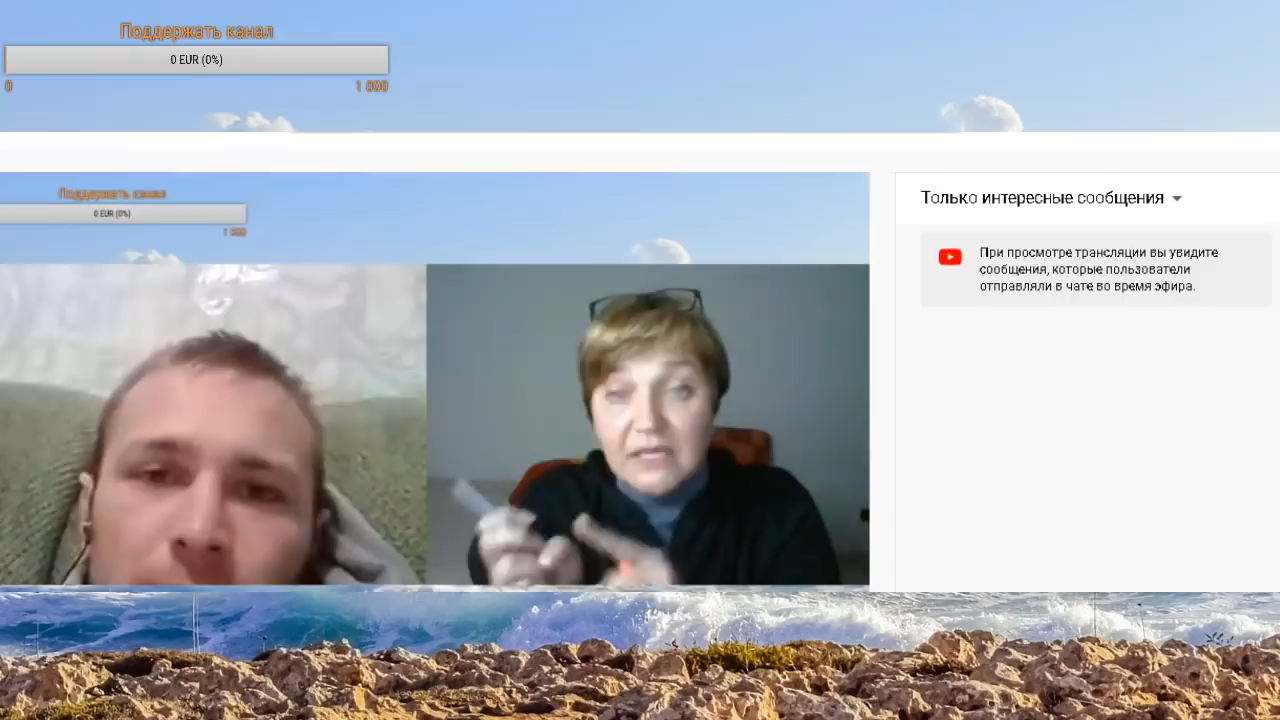 Поддержать канал
0 EUR (0%)
0
1 000
Поддержать канал
0 EUR (0%)
1 000
Только интересные сообщения
При просмотре трансляции вы увидите
сообщения, которые пользователи
отправляли в чате во время эфира.